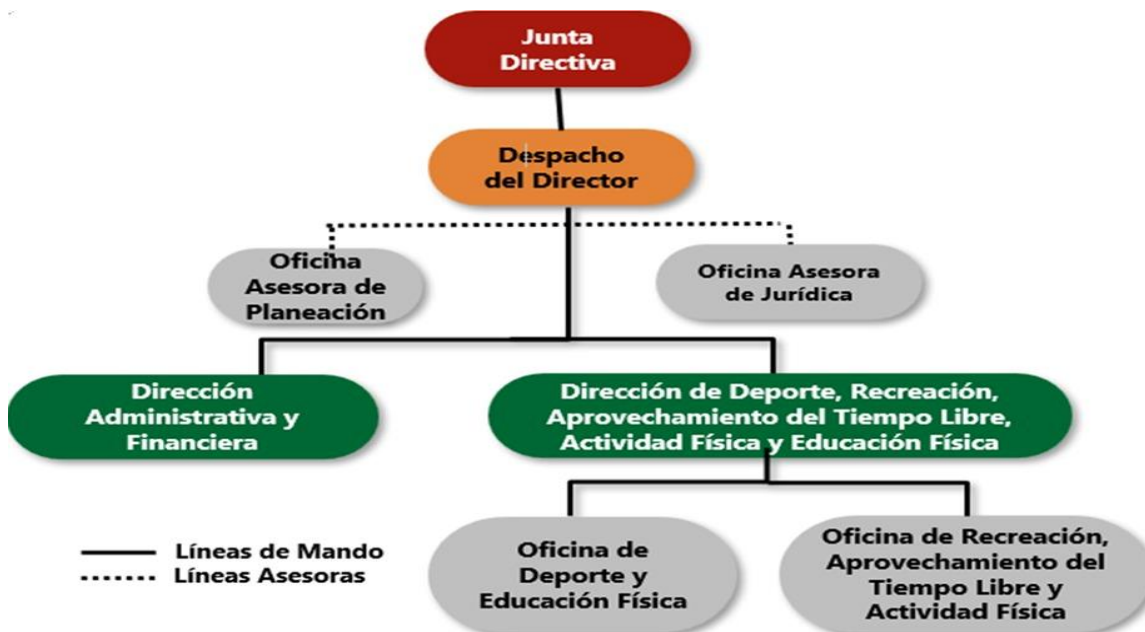 Junta
Directiva
Despacho
del Director
Oficina
Asesora de
Planeación
Oficina Asesora
de Jurídica
Dirección
Administrativa y
Financiera
Dirección de Deporte, Recreación,
Aprovechamiento del Tiempo Libre,
Actividad Física y Educación Física
Oficina de
Deporte y
Educación Física
Oficina de Recreación,
Aprovechamiento del
Tiempo Libre y
Actividad Física
Líneas de Mando
Líneas Asesoras